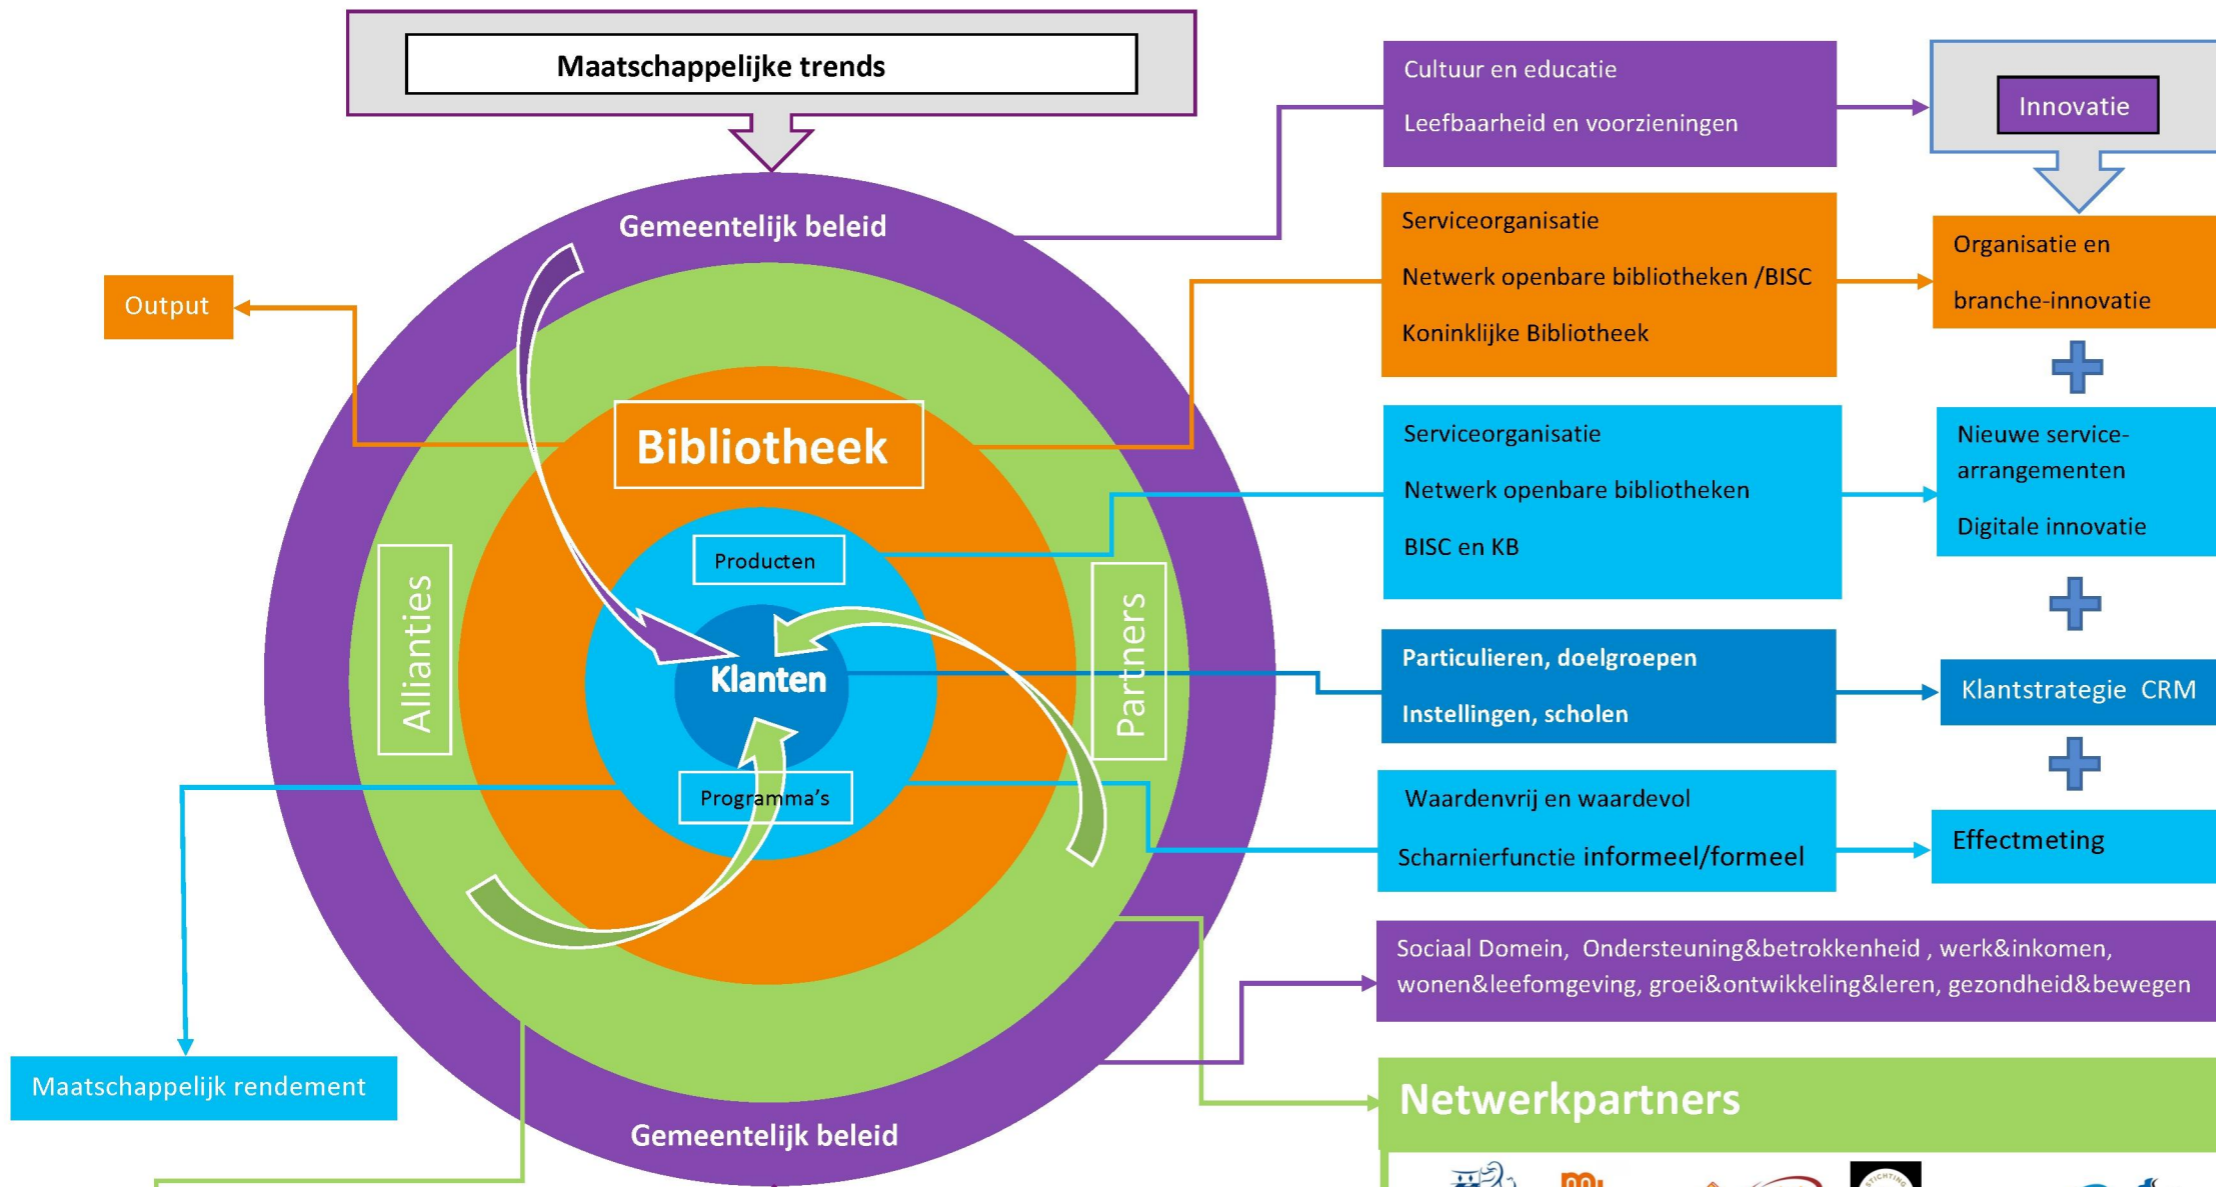 Maatschappelijke trends
Gemeentelijk beleid
Output
Bibliotheek
Producten
Allianties
Partners
Klanten
Programma's
Maatschappelijk rendement
Gemeentelijk beleid
Cultuur en educatie
Leefbaarheid en voorzieningen
Innovatie
Serviceorganisatie
Netwerk openbare bibliotheken /BISC
Koninklijke Bibliotheek
Organisatie en
branche-innovatie
Serviceorganisatie
Netwerk openbare bibliotheken
BISC en KB
Nieuwe service-
arrangementen
Digitale innovatie
Particulieren, doelgroepen
Instellingen, scholen
Klantstrategie CRM
Waardenvrij en waardevol
Scharnierfunctie informeel/formeel
Effectmeting
Sociaal Domein, Ondersteuning&betrokkenheid , werk&inkomen,
wonen&leefomgeving, groei&ontwikkeling&leren, gezondheid&bewegen
Netwerkpartners
STICHTING